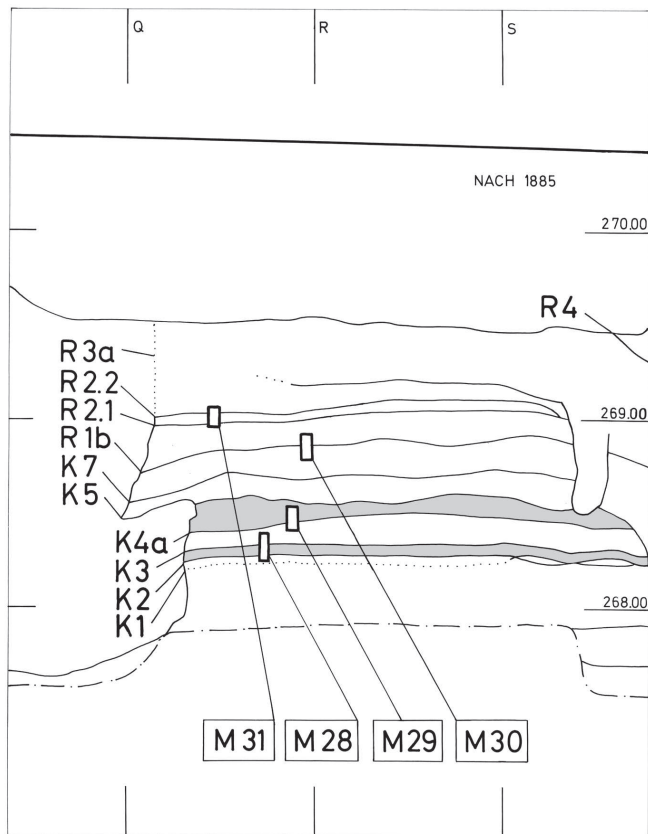 Q R S
NACH 1885
270.00
R4
R3a
R2.2
R2.1
269.00
R1b
K7
K5
K4a
K3
K2
268.00
K1
M31 M28 M29 M30